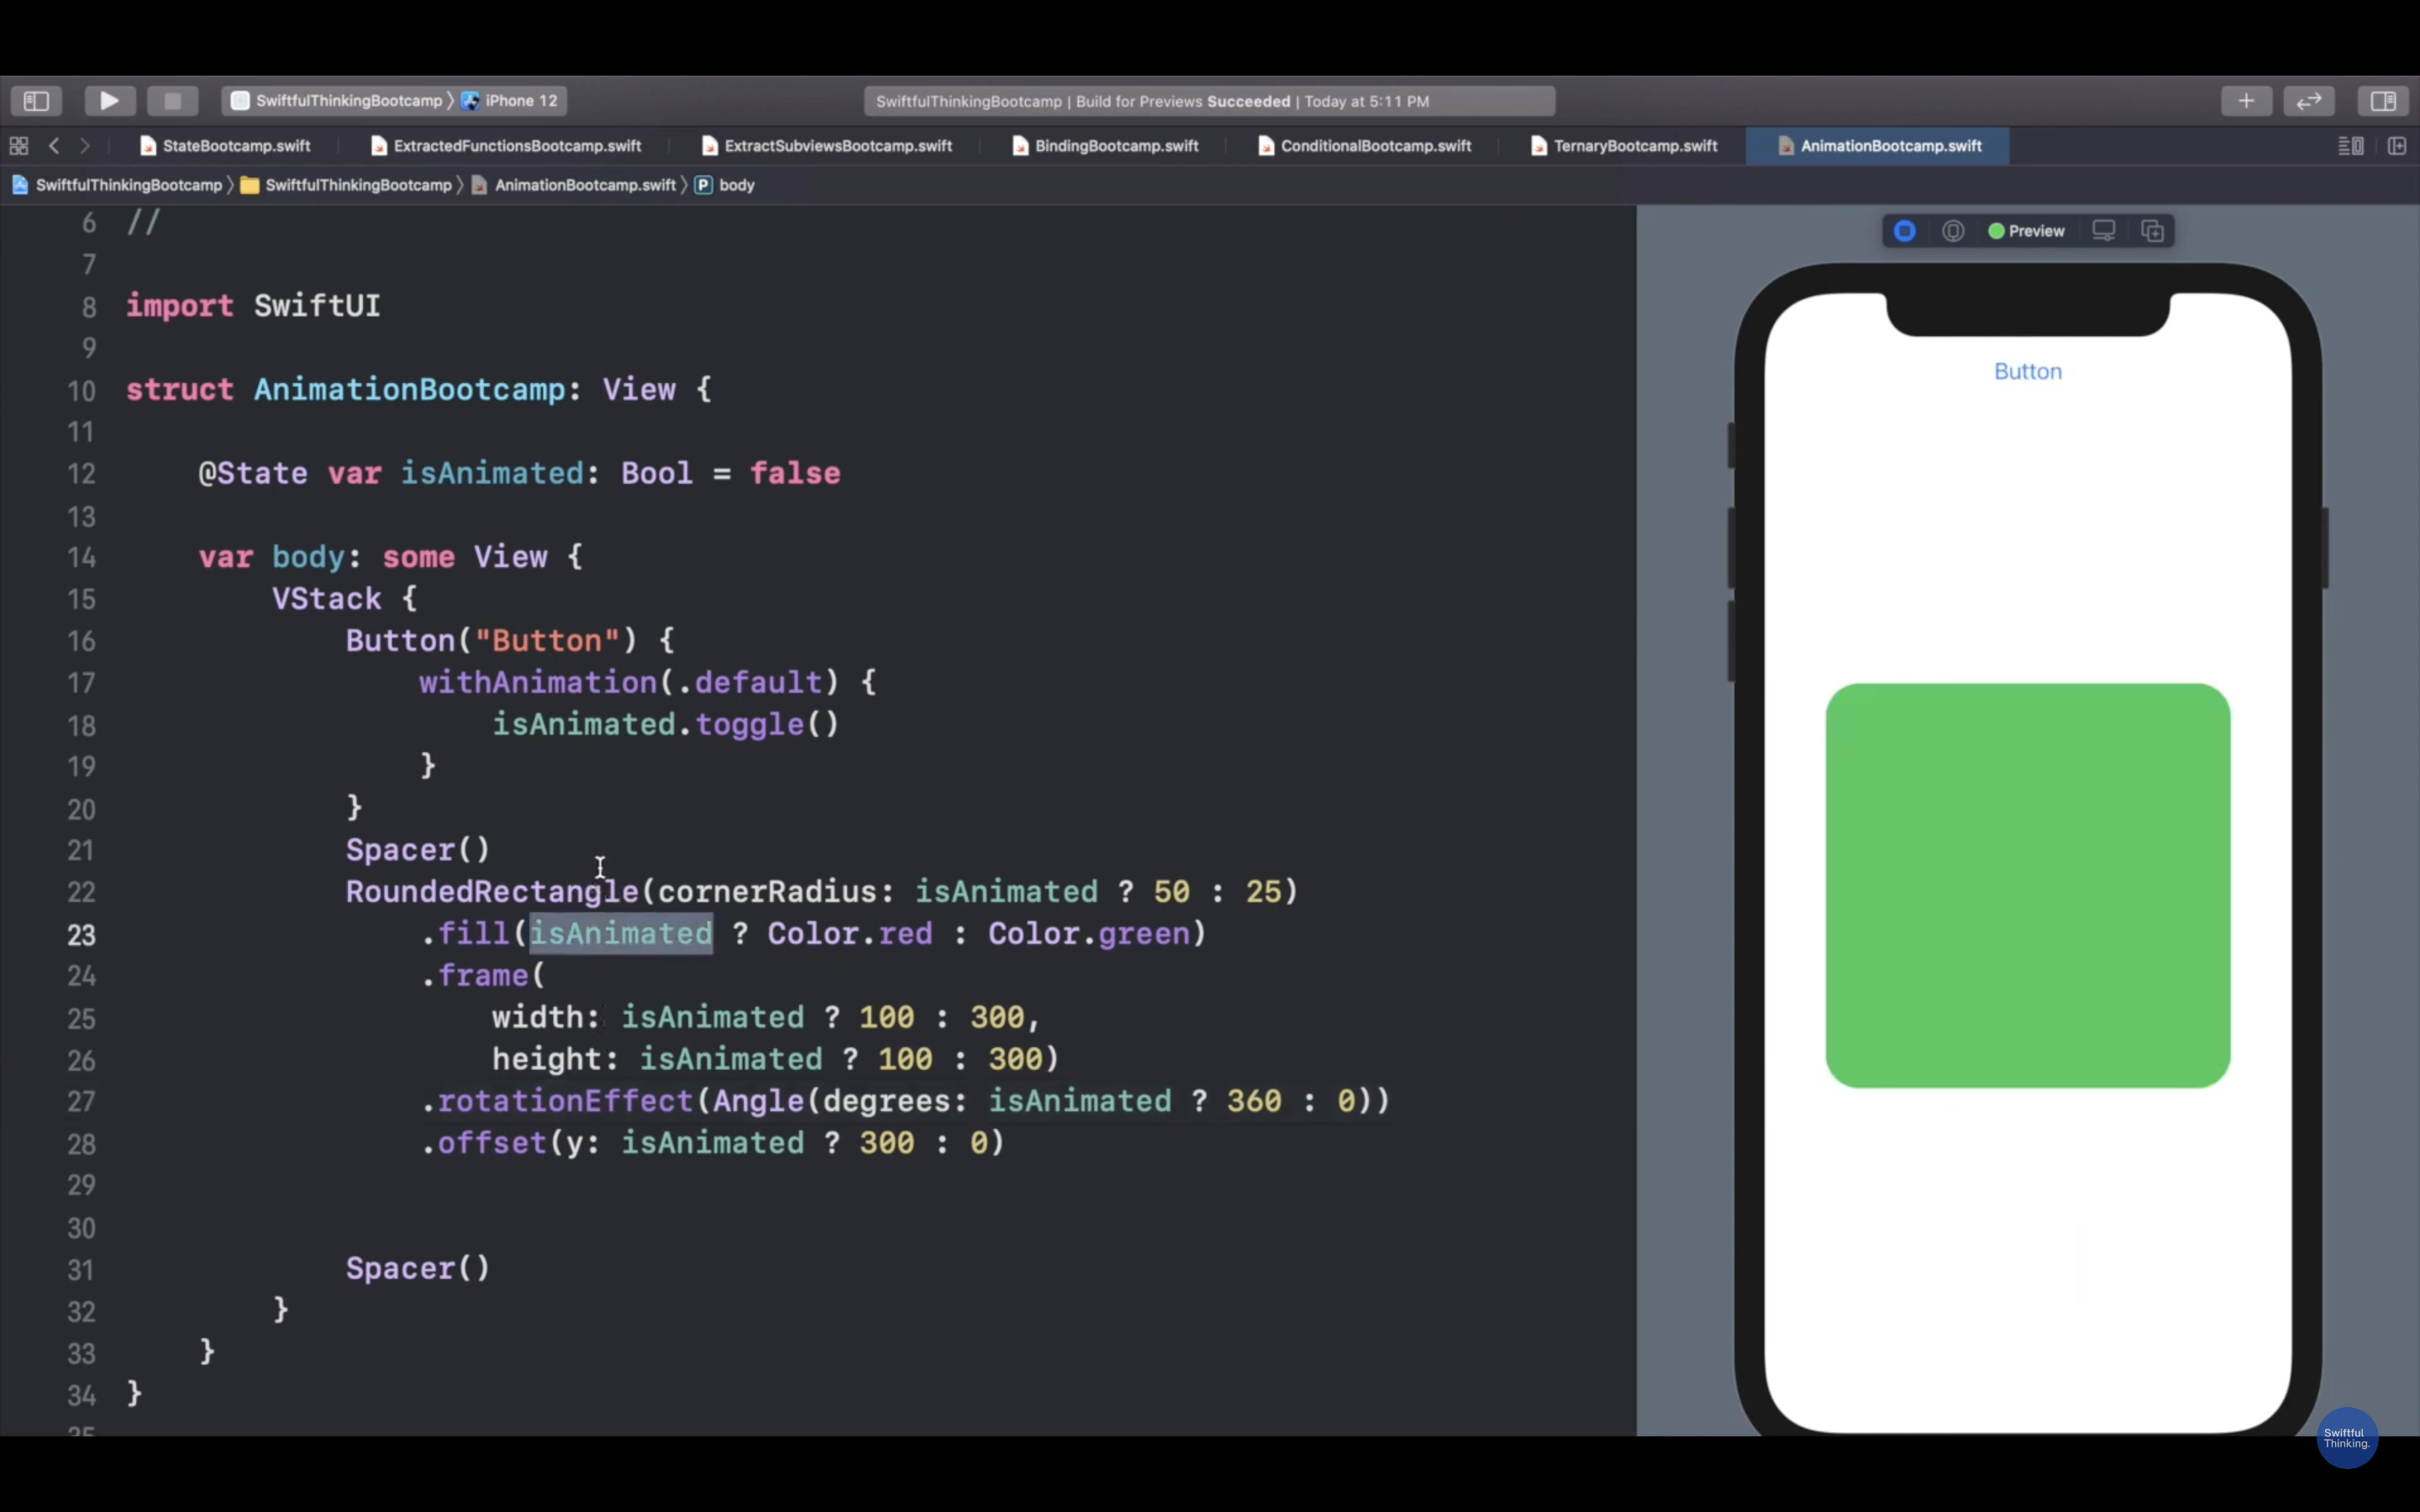 SwiftfulThinkingBootcamp 〉 iPhone 12
SwiftfulThinkingBootcamp | Build for Previews Succeeded | Today at 5:11 PM
StateBootcamp.swift ExtractedFunctionsBootcamp.swift ExtractSubviewsBootcamp.swift BindingBootcamp.swift ConditionalBootcamp.swift TernaryBootcamp.swift AnimationBootcamp.swift
SwiftfulThinkingBootcamp 〉 SwiftfulThinkingBootcamp 〉 AnimationBootcamp.swift 〉 P body
6 //
7
8 import SwiftUI
9
10 struct AnimationBootcamp: View {
11
12 @State var isAnimated: Bool = false
13
14 var body: some View {
15 VStack {
16 Button("Button") {
17 withAnimation(.default) {
18 isAnimated.toggle()
19 }
20 }
21 Spacer()
22 RoundedRectangle(cornerRadius: isAnimated ? 50 : 25)
23 .fill(isAnimated ? Color.red : Color.green)
24 .frame(
25 width: isAnimated ? 100 : 300,
26 height: isAnimated ? 100 : 300)
27 .rotationEffect(Angle(degrees: isAnimated ? 360 : 0))
28 .offset(y: isAnimated ? 300 : 0)
29
30
31 Spacer()
32 }
33 }
34 }
35
Preview
Button
Swiftful
Thinking.